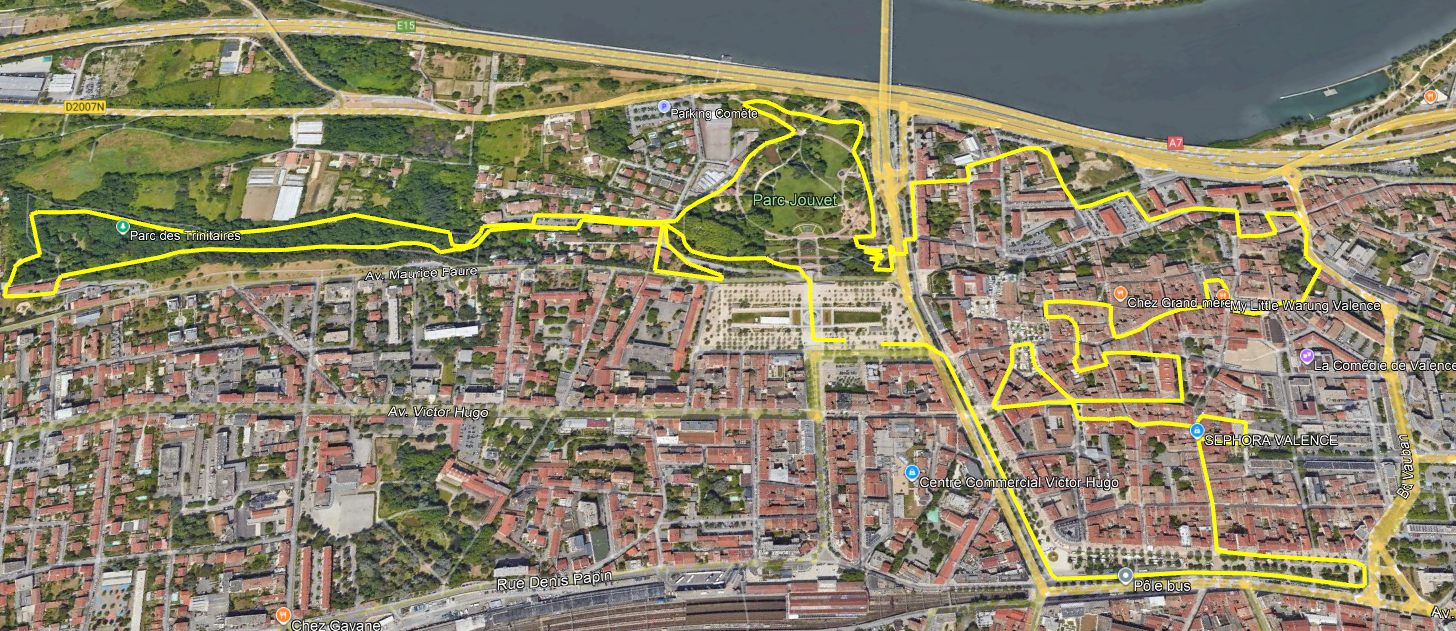 E15
D2007N
P
Parking Comète
A7
Parc Jouvet
Parc des Trinitaires
Av. Maurice Faure
Chez Grand-mère
My Little Warung Valence
La Comédie de Valence
Av. Victor Hugo
SEPHORA VALENCE
Bd Vauban
Centre Commercial Victor Hugo
Rue Denis Papin
Pôle bus
Chez Gavane
Av.